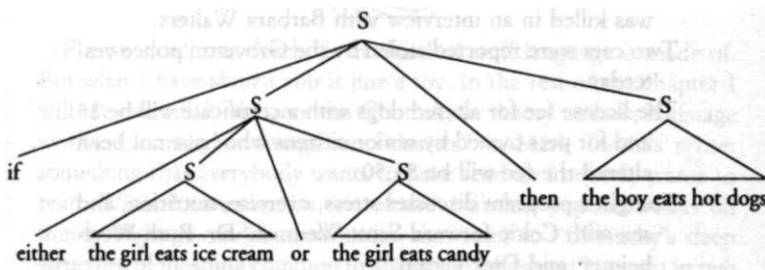 S
S S
if
S S
then the boy eats hot dogs
either the girl eats ice cream or the girl eats candy